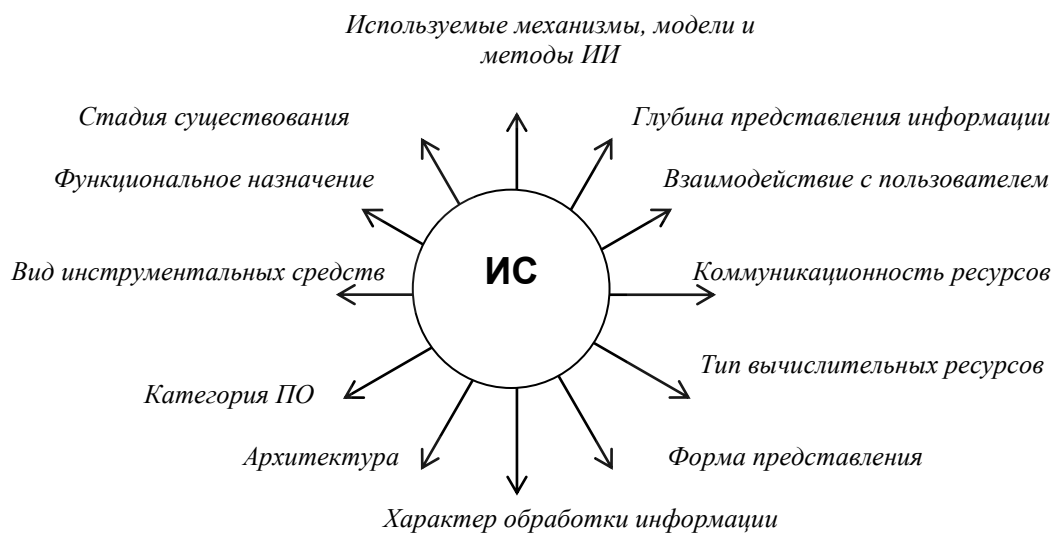 Используемые механизмы, модели и
методы ИИ
Стадия существования
Глубина представления информации
Функциональное назначение
Взаимодействие с пользователем
Вид инструментальных средств
ИС
Коммуникационность ресурсов
Тип вычислительных ресурсов
Категория ПО
Архитектура
Форма представления
Характер обработки информации